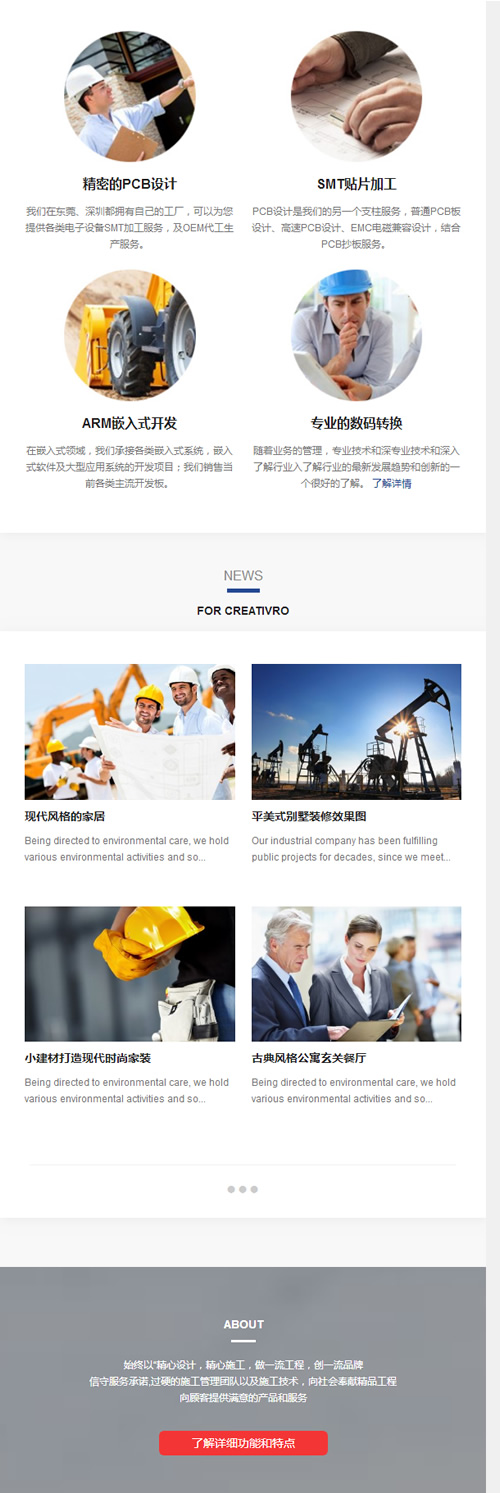 精密的PCB设计
我们在东莞、深圳都拥有自己的工厂，可以为您
提供各类电子设备SMT加工服务，及OEM代工生
产服务。
SMT贴片加工
PCB设计是我们的另一个支柱服务，普通PCB板
设计、高速PCB设计、EMC电磁兼容设计，结合
PCB抄板服务。
ARM嵌入式开发
在嵌入式领域，我们承接各类嵌入式系统，嵌入
式软件及大型应用系统的开发项目；我们销售当
前各类主流开发板。
专业的数码转换
随着业务的管理，专业技术和深专业技术和深入
了解行业入了解行业的最新发展趋势和创新的一
个很好的了解。 了解详情
NEWS
FOR CREATIVRO
现代风格的家居
Being directed to environmental care, we hold
various environmental activities and so...
平美式别墅装修效果图
Our industrial company has been fulfilling
public projects for decades, since we meet...
小建材打造现代时尚家装
Being directed to environmental care, we hold
various environmental activities and so...
古典风格公寓玄关餐厅
Being directed to environmental care, we hold
various environmental activities and so...
ABOUT
始终以“精心设计，精心施工，做一流工程，创一流品牌
信守服务承诺,过硬的施工管理团队以及施工技术，向社会奉献精品工程
向顾客提供满意的产品和服务
了解详细功能和特点